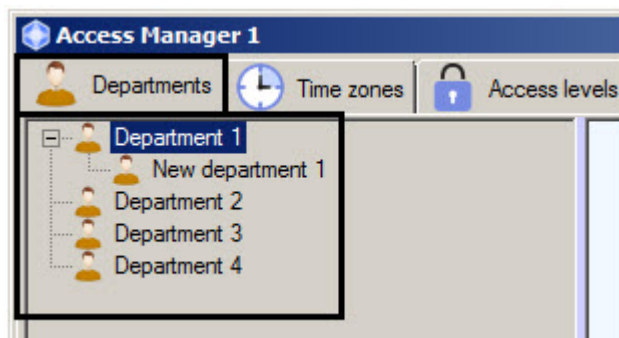 Access Manager 1
Departments Time zones Access levels
Department 1
New department 1
Department 2
Department 3
Department 4